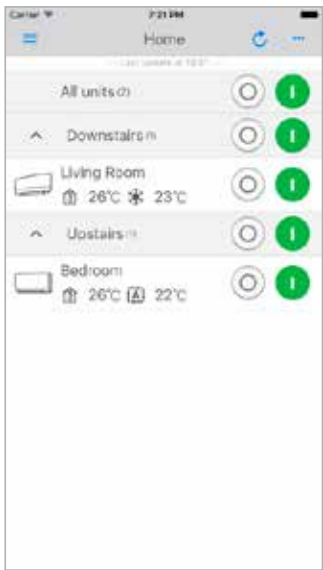 Carrier 7:21 PM
Home
All units (2)
Downstairs (1)
Living Room
26°C 23°C
Upstairs (1)
Bedroom
26°C A 22°C